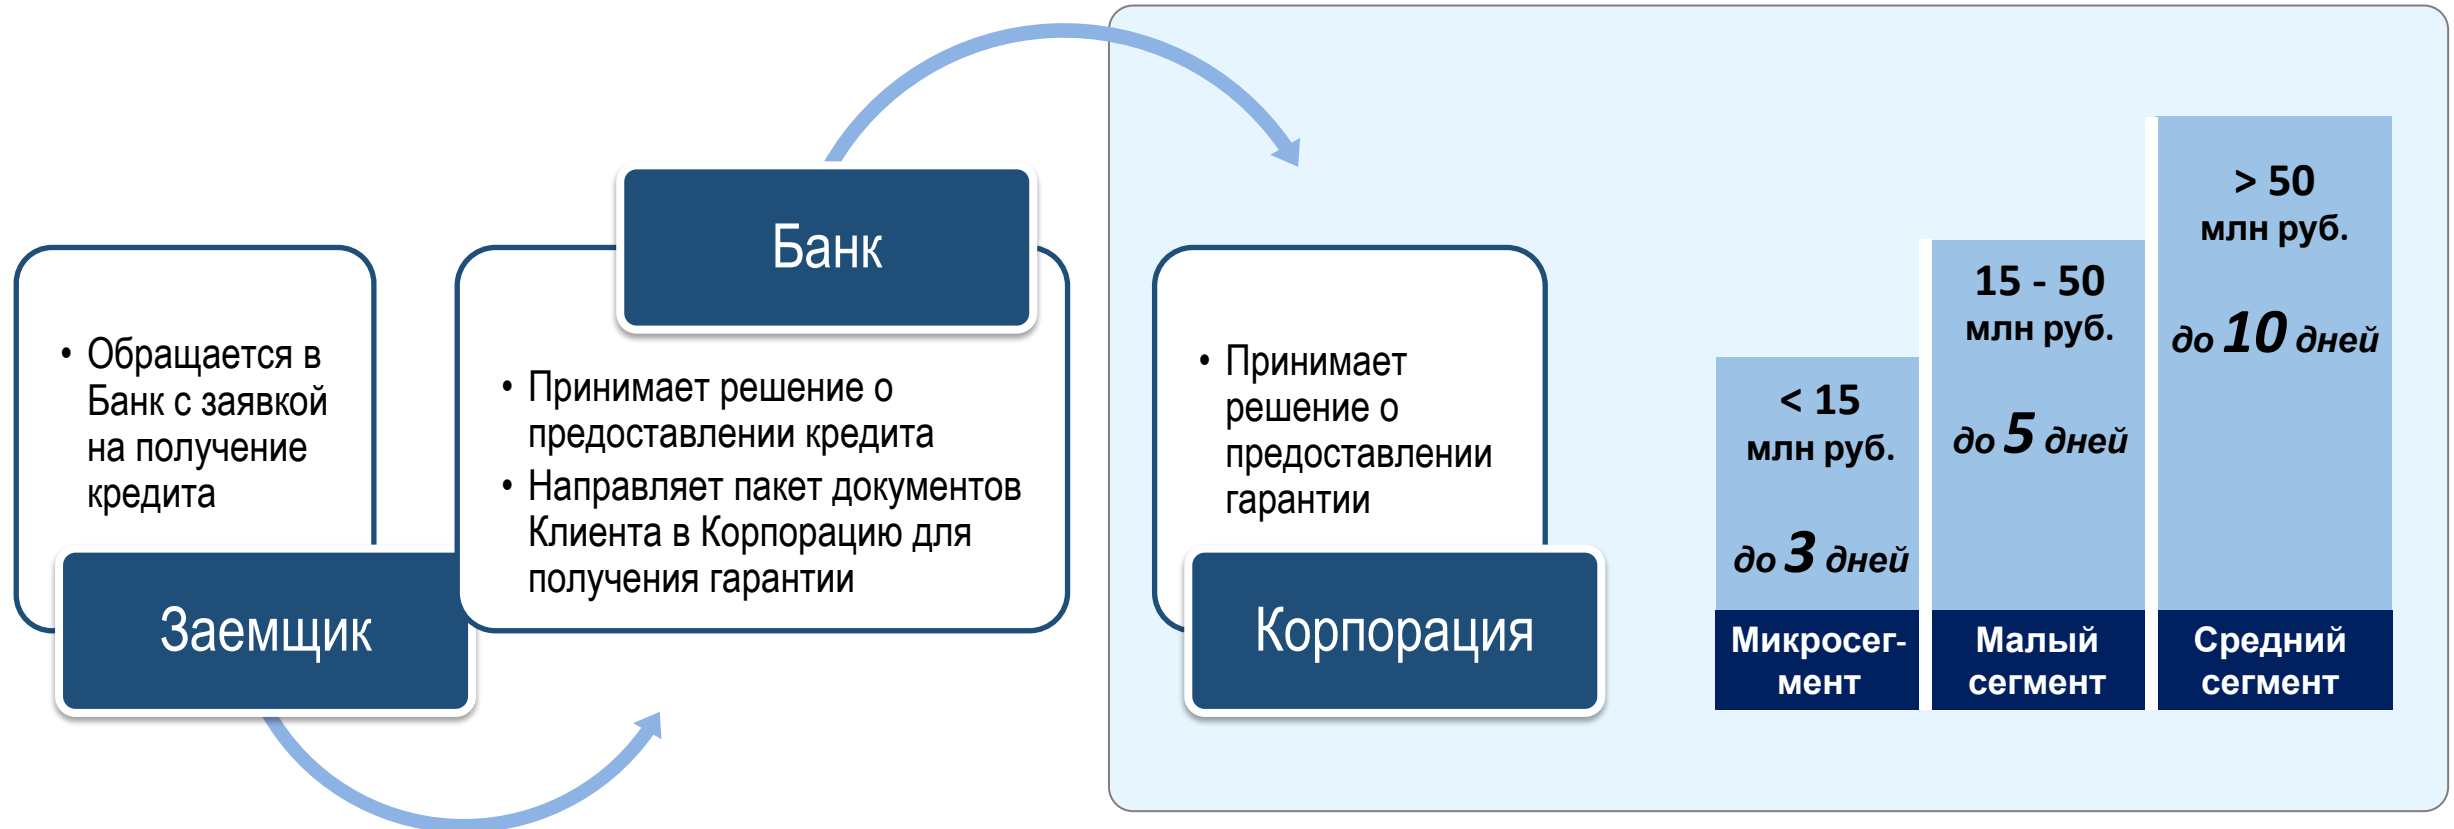 • Обращается в
Банк с заявкой
на получение
кредита
Заемщик
Банк
• Принимает решение о
предоставлении кредита
• Направляет пакет документов
Клиента в Корпорацию для
получения гарантии
• Принимает
решение о
предоставлении
гарантии
Корпорация
< 15
млн руб.
до 3 дней
Микросег-
мент
15 - 50
млн руб.
до 5 дней
Малый
сегмент
> 50
млн руб.
до 10 дней
Средний
сегмент